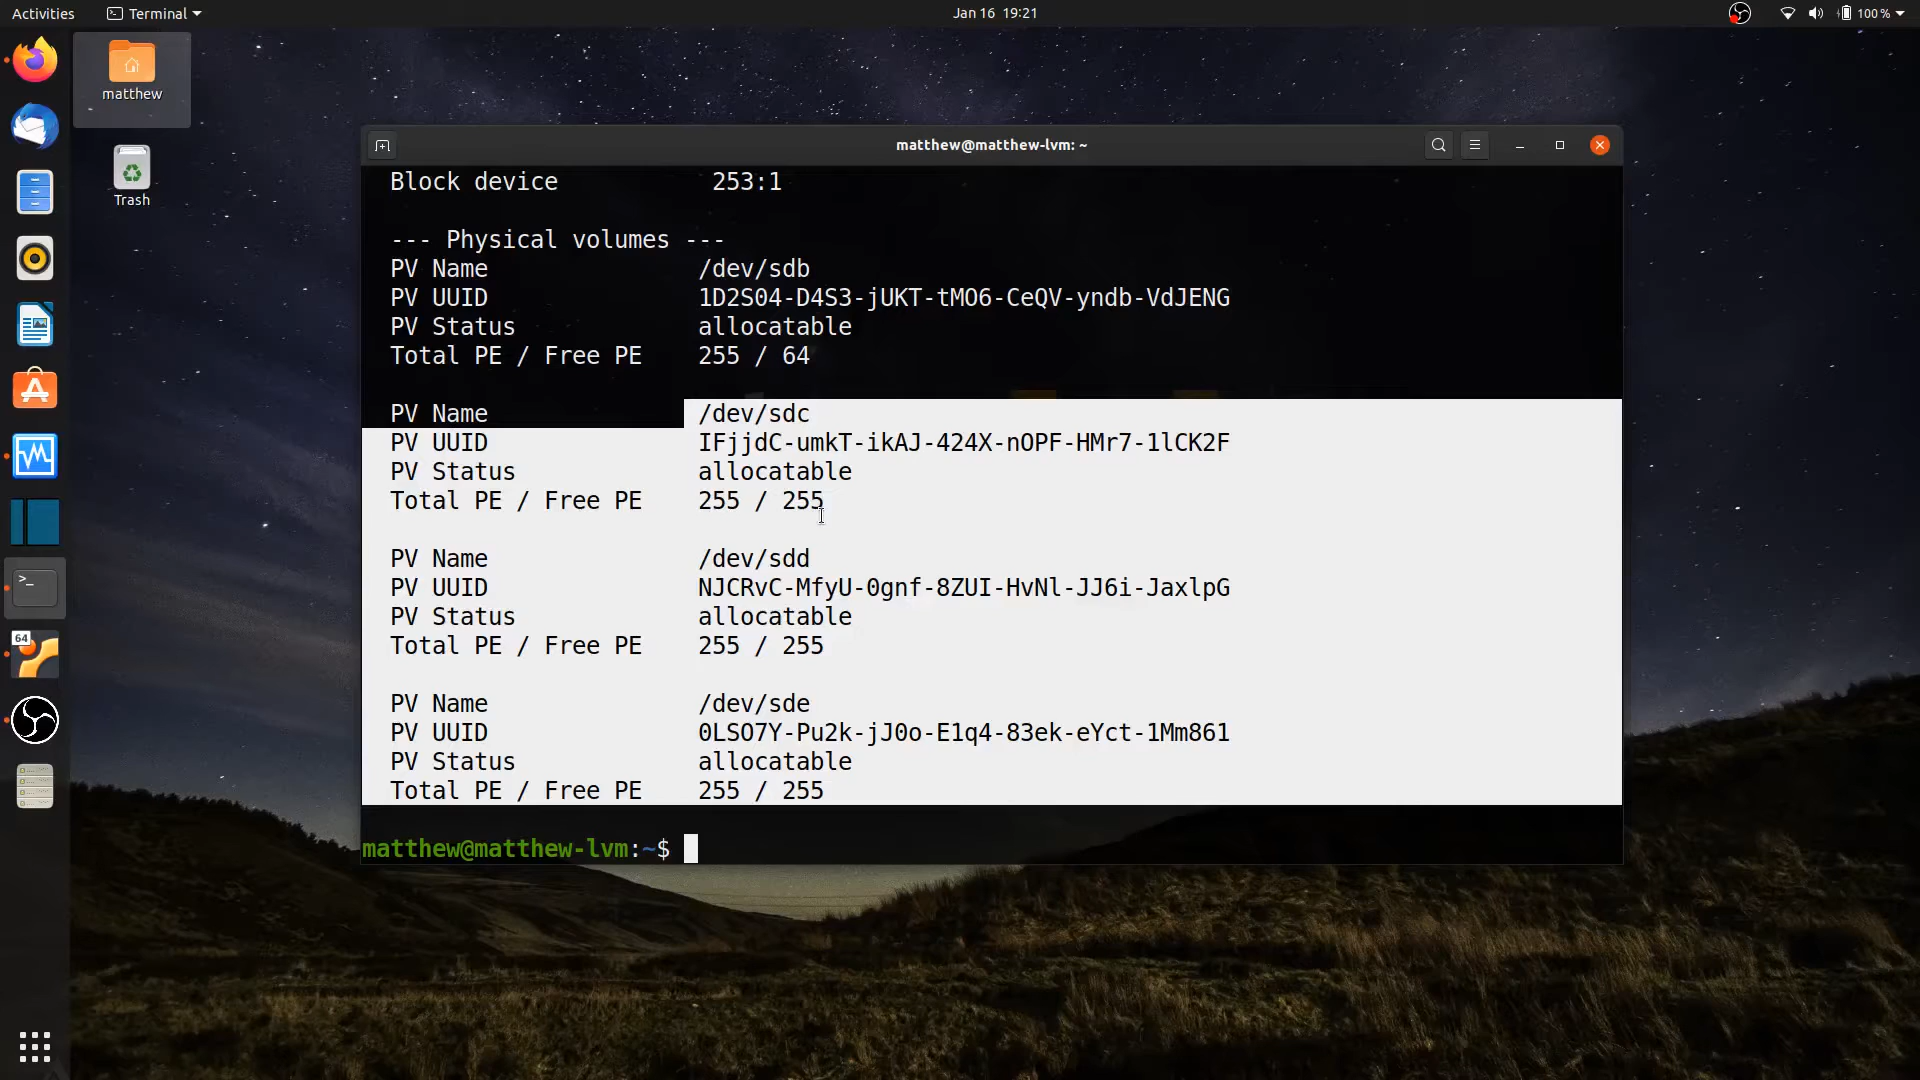 Activities
Terminal
Jan 16 19:21
100 %
matthew
Trash
matthew@matthew-lvm: ~
Block device 253:1
--- Physical volumes ---
PV Name /dev/sdb
PV UUID 1D2S04-D4S3-jUKT-tMO6-CeQV-yndb-VdJENG
PV Status allocatable
Total PE / Free PE 255 / 64
PV Name /dev/sdc
PV UUID IFjjdC-umkT-ikAJ-424X-nOPF-HMr7-1lCK2F
PV Status allocatable
Total PE / Free PE 255 / 255
PV Name /dev/sdd
PV UUID NJCRvC-MfyU-0gnf-8ZUI-HvNl-JJ6i-JaxlpG
PV Status allocatable
Total PE / Free PE 255 / 255
PV Name /dev/sde
PV UUID 0LSO7Y-Pu2k-jJ0o-E1q4-83ek-eYct-1Mm861
PV Status allocatable
Total PE / Free PE 255 / 255
matthew@matthew-lvm:~$
>_
64